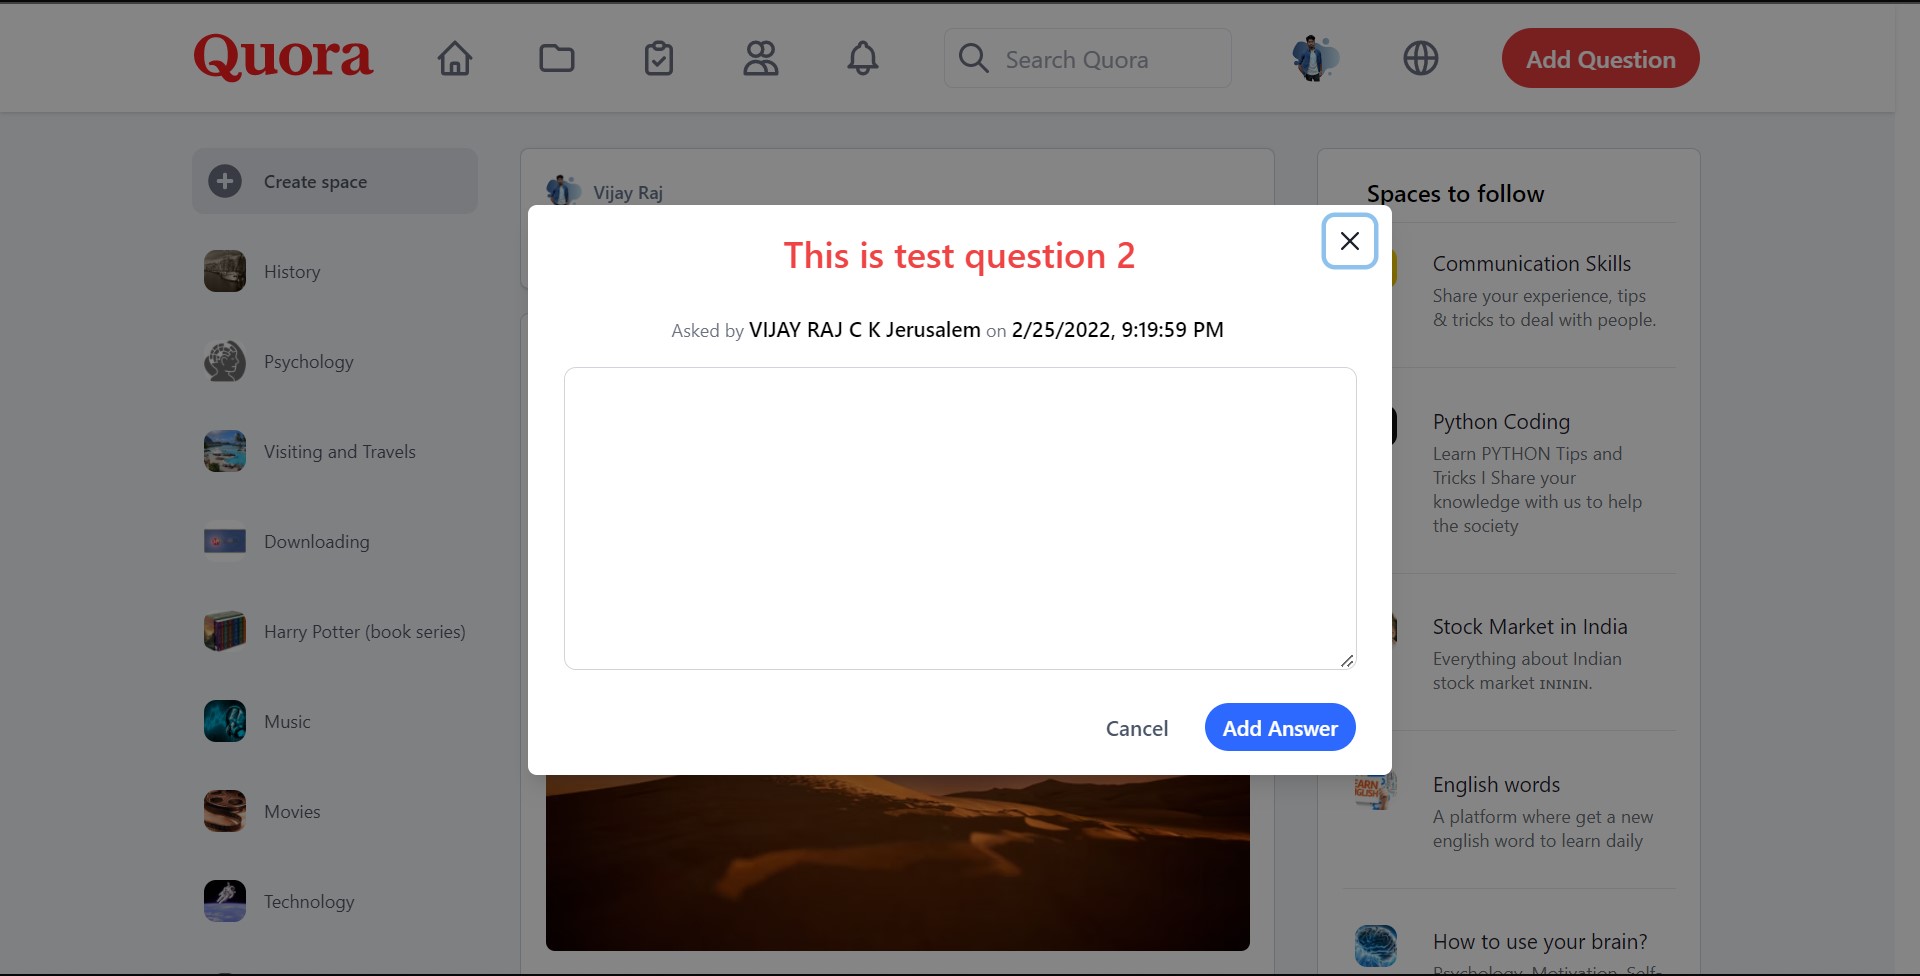 Quora
Search Quora
Add Question
Create space
History
Psychology
Visiting and Travels
Downloading
Harry Potter (book series)
Music
Movies
Technology
Vijay Raj
This is test question 2
Asked by VIJAY RAJ C K Jerusalem on 2/25/2022, 9:19:59 PM
Cancel
Add Answer
Spaces to follow
Communication Skills
Share your experience, tips
& tricks to deal with people.
Python Coding
Learn PYTHON Tips and
Tricks I Share your
knowledge with us to help
the society
Stock Market in India
Everything about Indian
stock market ɪɴɪɴɪɴ.
English words
A platform where get a new
english word to learn daily
How to use your brain?
Psychology, Motivation, Self-